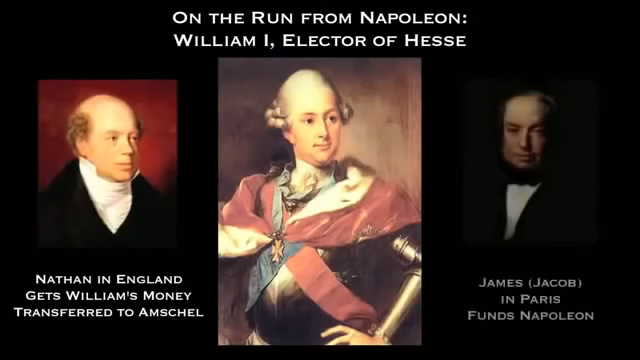 On the Run from Napoleon:
William I, Elector of Hesse
Nathan in England
Gets William's Money
Transferred to Amschel
James (Jacob)
in Paris
Funds Napoleon